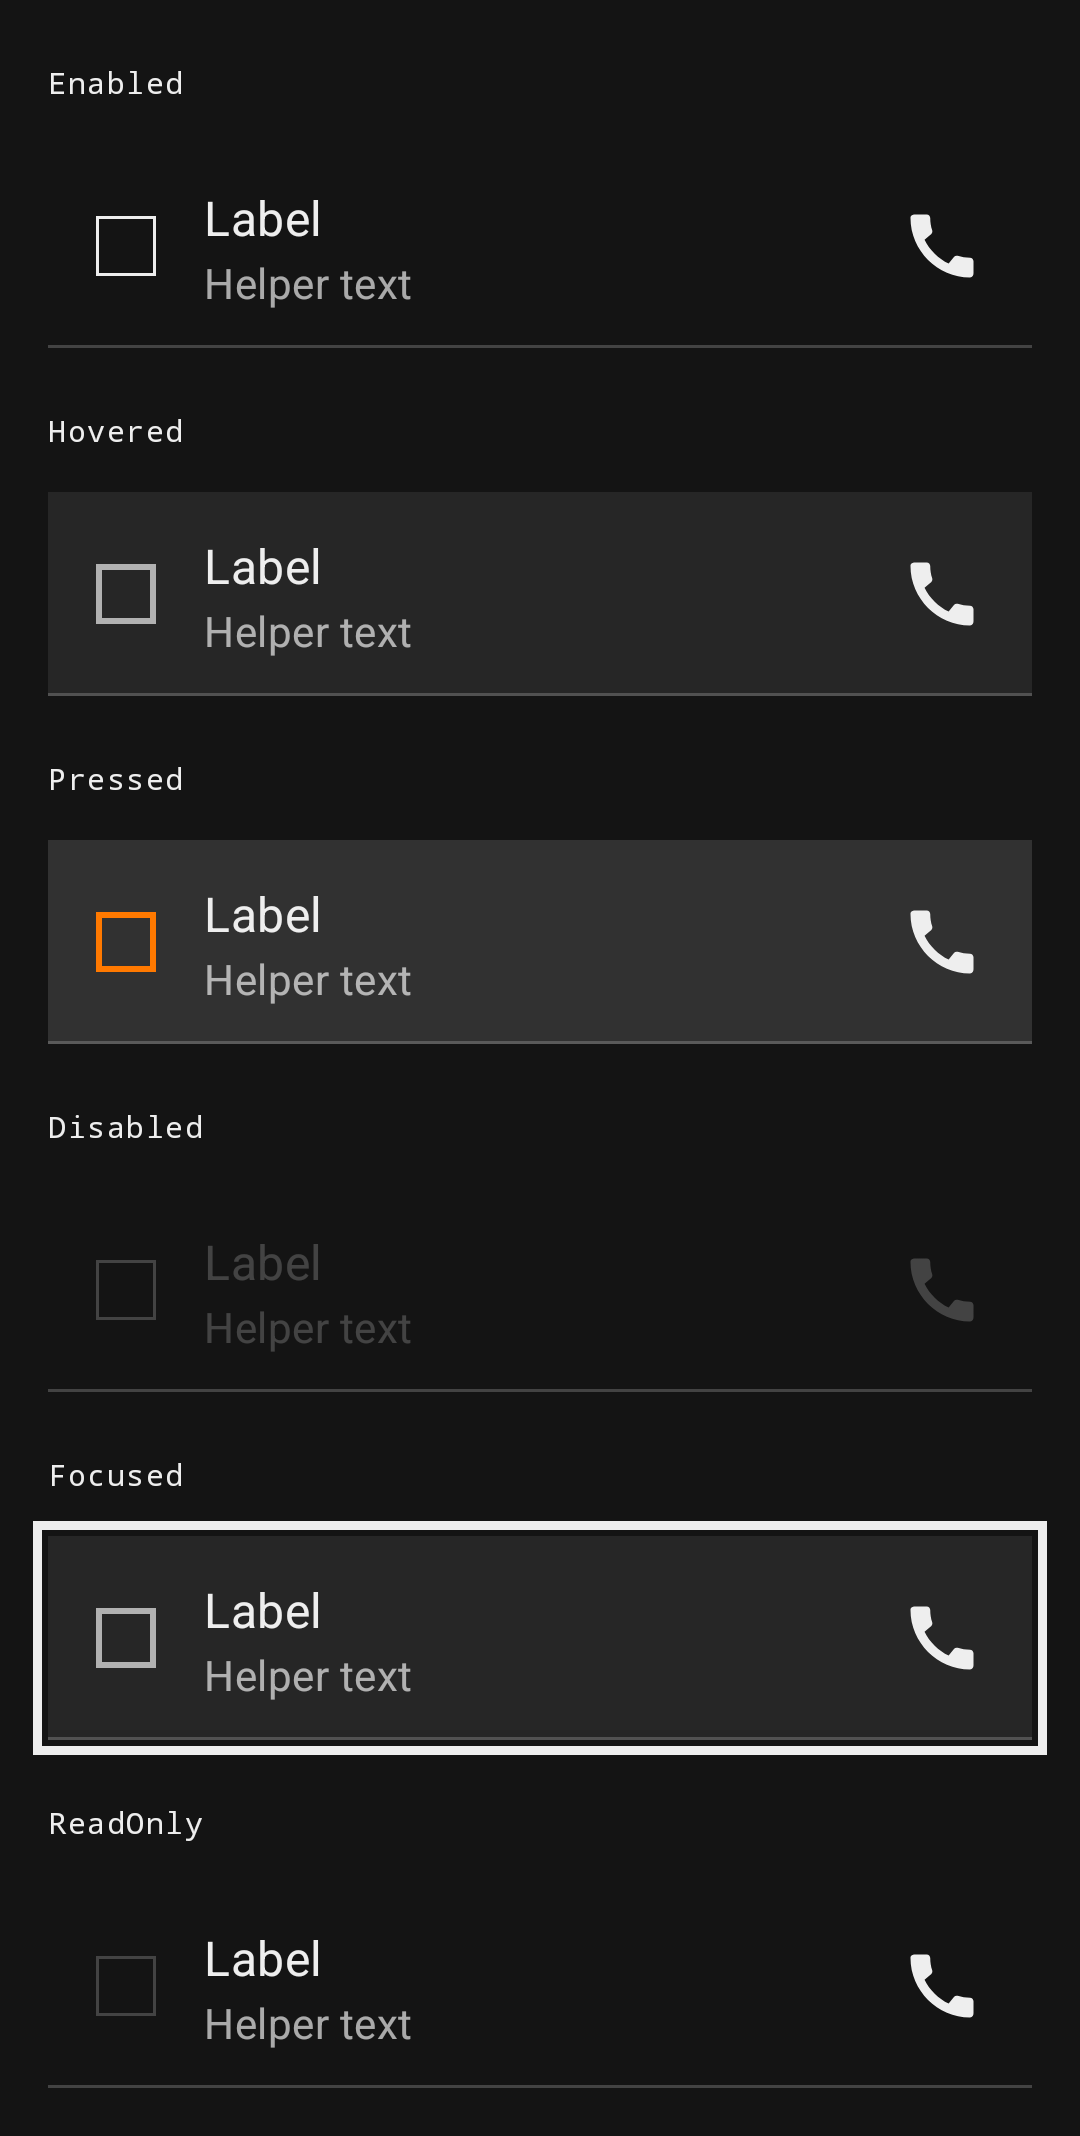 Enabled
Label
Helper text
Hovered
Label
Helper text
Pressed
Label
Helper text
Disabled
Label
Helper text
Focused
Label
Helper text
ReadOnly
Label
Helper text